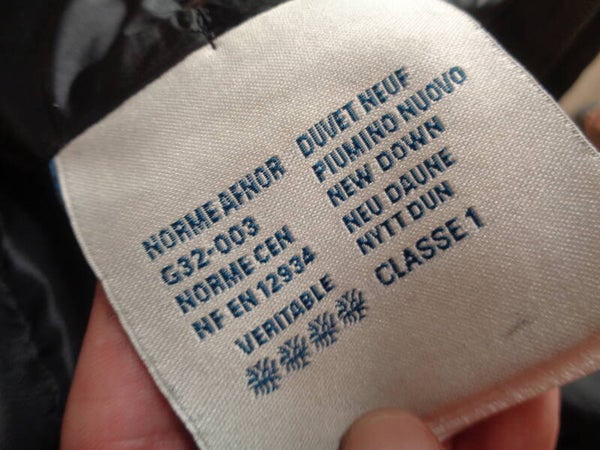 NORME AFNOR
G32-003
NORME CEN
NF EN 12934
VERITABLE
DUVET NEUF
PIUMINO NUOVO
NEW DOWN
NEU DAUNE
NYTT DUN
CLASSE 1